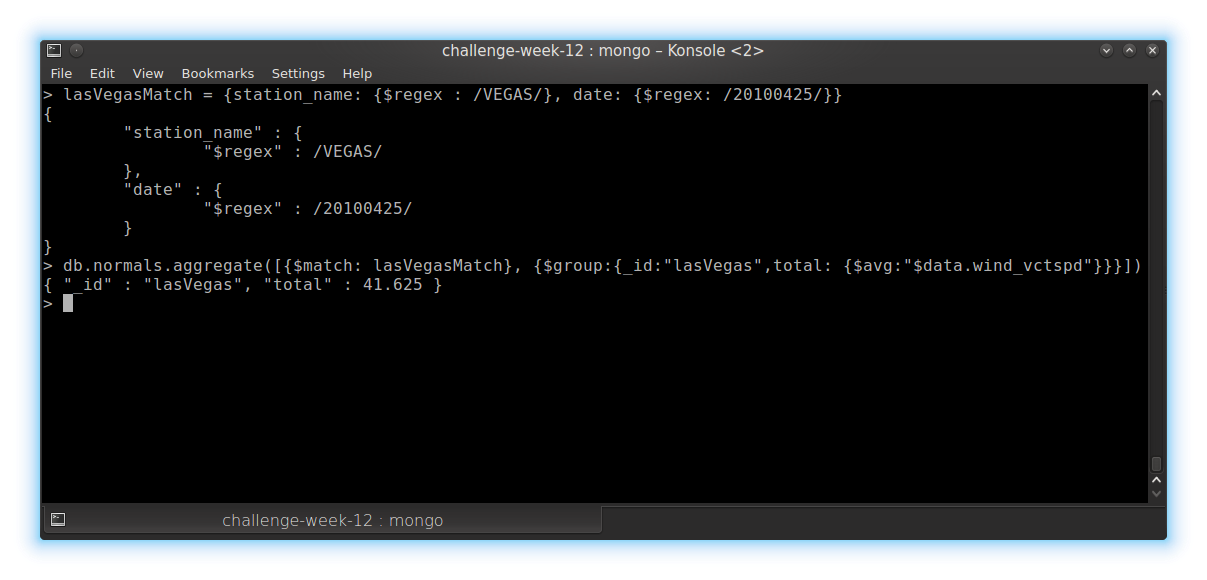 challenge-week-12 : mongo – Konsole <2>
File Edit View Bookmarks Settings Help
> lasVegasMatch = {station_name: {$regex : /VEGAS/}, date: {$regex: /20100425/}}
{
        "station_name" : {
                "$regex" : /VEGAS/
        },
        "date" : {
                "$regex" : /20100425/
        }
}
> db.normals.aggregate([{$match: lasVegasMatch}, {$group:{_id:"lasVegas",total: {$avg:"$data.wind_vctspd"}}}])
{ "_id" : "lasVegas", "total" : 41.625 }
>
challenge-week-12 : mongo